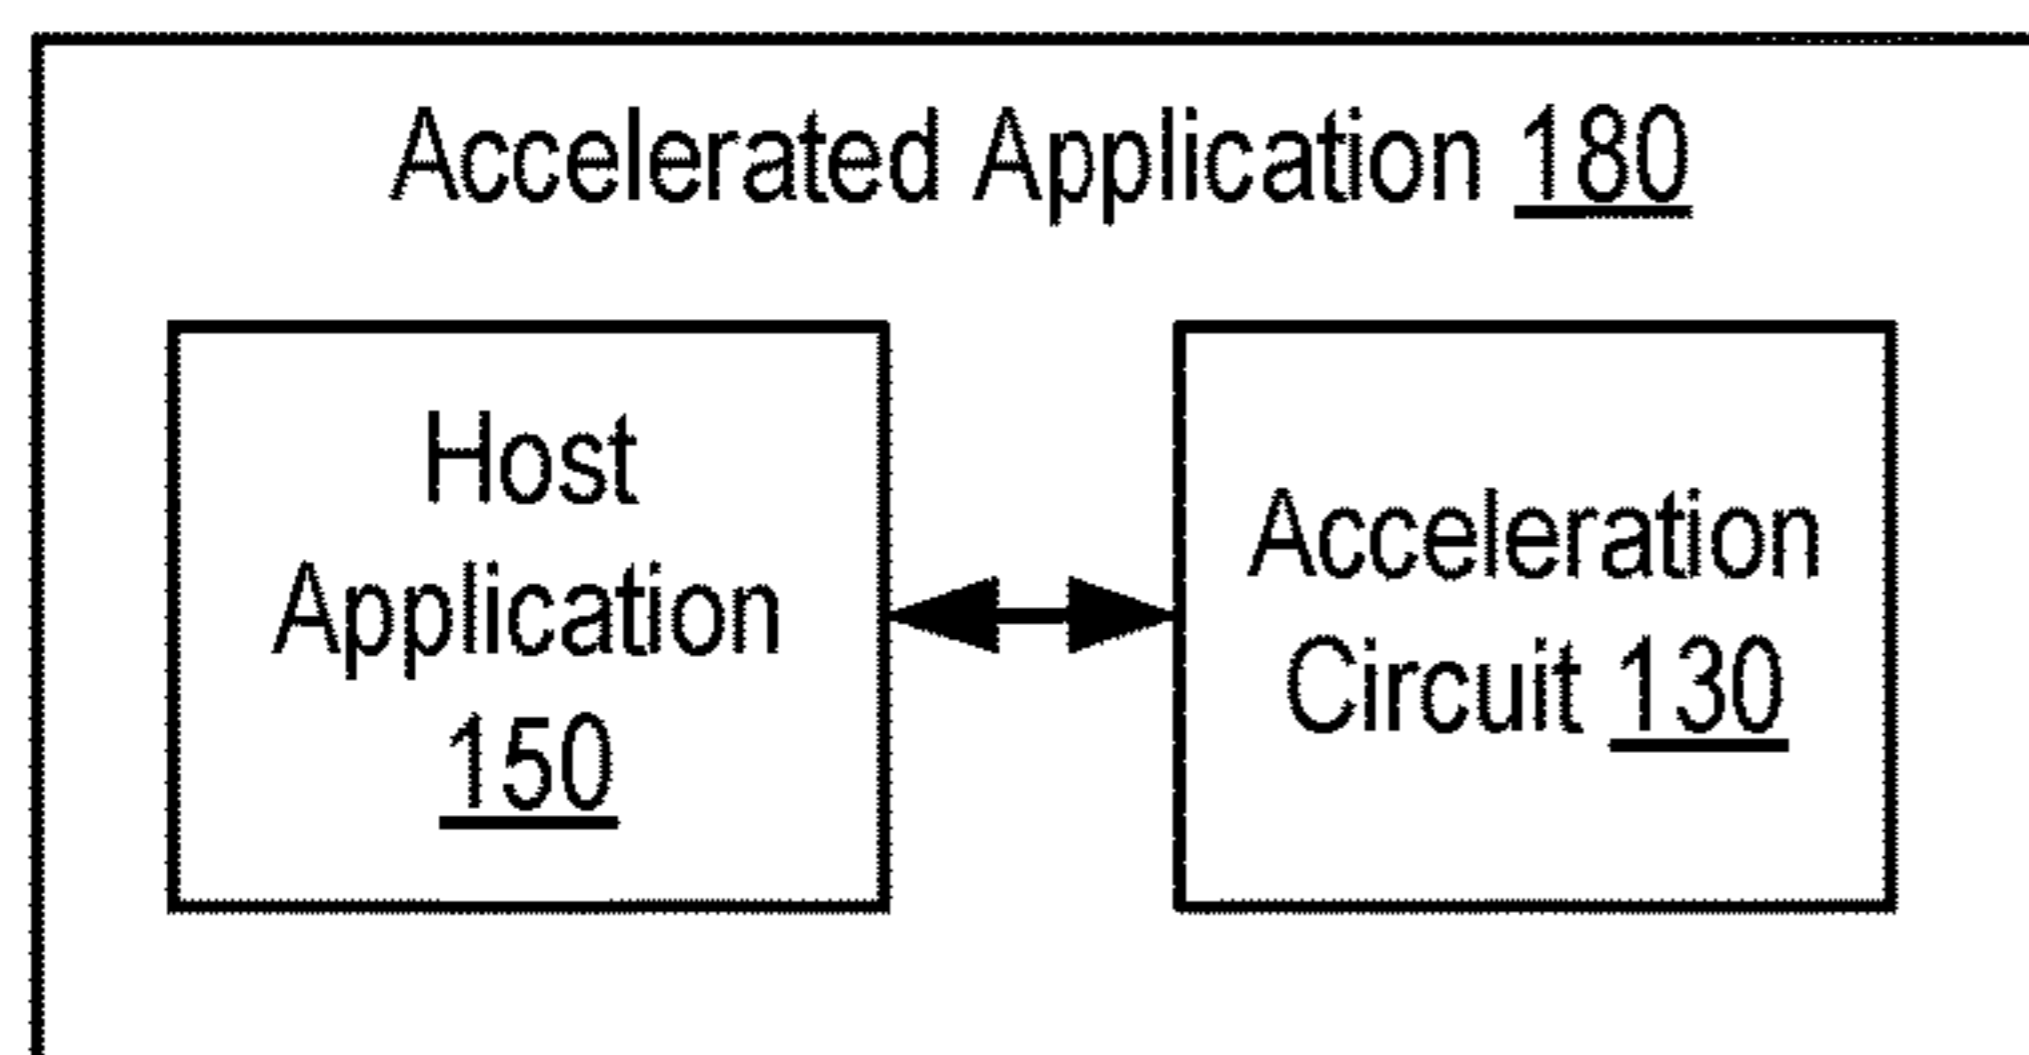 Accelerated Application 180
Host
Application
150
Acceleration
Circuit 130